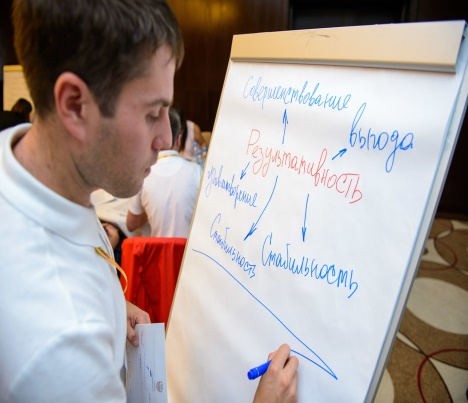 Совершенствование
выгода
Результативность
Стабильность
Стабильность